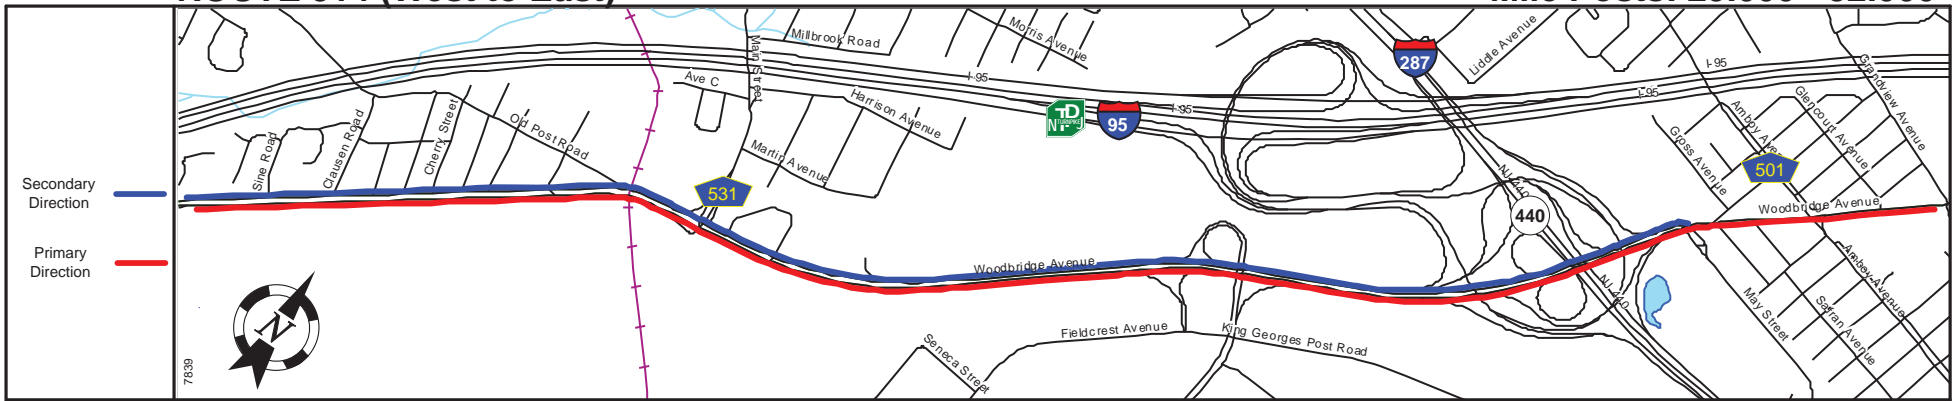 Secondary
Direction
Primary
Direction
7839
N
Sine Road
Clausen Road
Cherry Street
Old Post Road
Ave C
Main Street
Millbrook Road
Morris Avenue
Harrison Avenue
Martin Avenue
531
I-95
TURNPIKE
95
I-95
287
Liddle Avenue
I-95
I-95
Grandview Avenue
Glencourt Avenue
Amboy Ave
Gross Avenue
501
Woodbridge Avenue
NJ 440
440
NJ 440
Woodbridge Avenue
Fieldcrest Avenue
King Georges Post Road
Seneca Street
May Street
Safran Avenue
Amboy Avenue